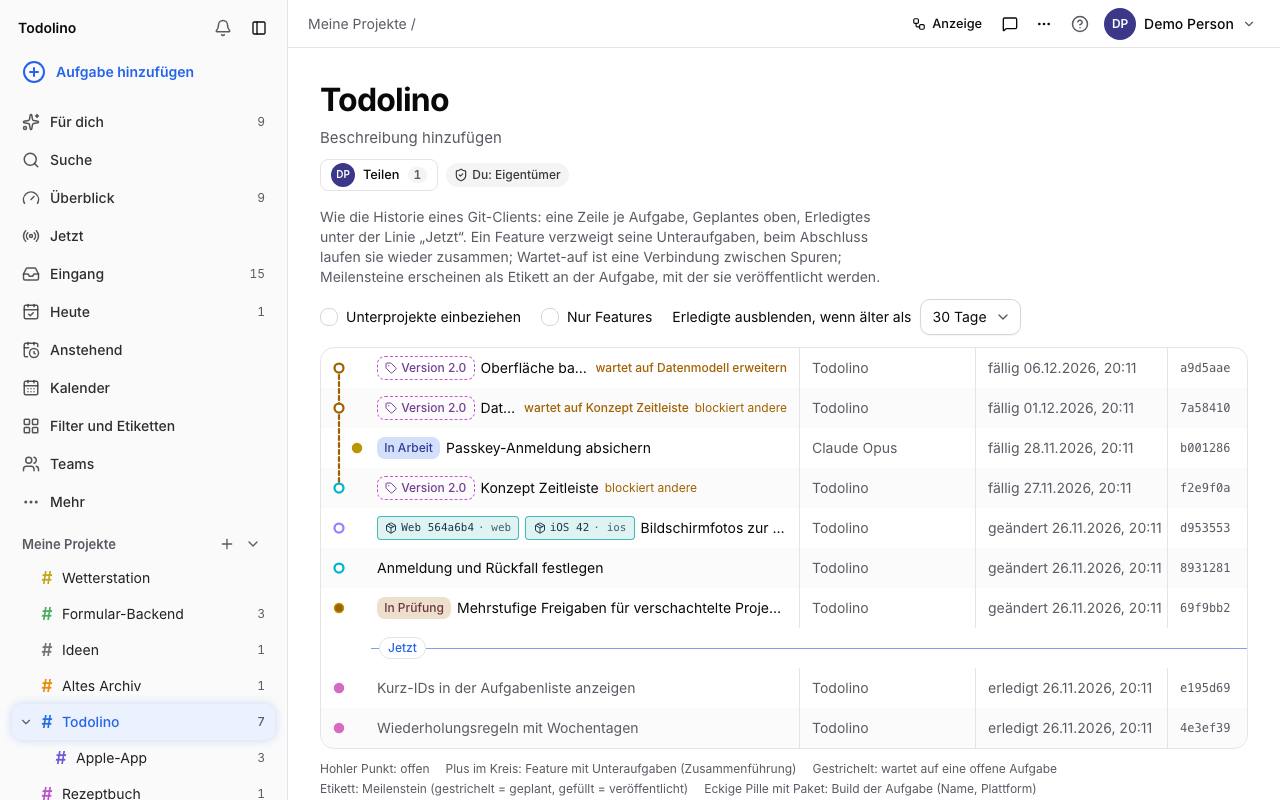 Todolino
Aufgabe hinzufügen
Für dich 9
Suche
Überblick 9
Jetzt
Eingang 15
Heute 1
Anstehend
Kalender
Filter und Etiketten
Teams
Mehr
Meine Projekte
# Wetterstation
# Formular-Backend 3
# Ideen 1
# Altes Archiv 1
# Todolino 7
# Apple-App 3
# Rezeptbuch 1
Meine Projekte /
Anzeige
DP Demo Person
Todolino
Beschreibung hinzufügen
DP Teilen 1 Du: Eigentümer
Wie die Historie eines Git-Clients: eine Zeile je Aufgabe, Geplantes oben, Erledigtes
unter der Linie „Jetzt“. Ein Feature verzweigt seine Unteraufgaben, beim Abschluss
laufen sie wieder zusammen; Wartet-auf ist eine Verbindung zwischen Spuren;
Meilensteine erscheinen als Etikett an der Aufgabe, mit der sie veröffentlicht werden.
Unterprojekte einbeziehen Nur Features Erledigte ausblenden, wenn älter als 30 Tage
Version 2.0 Oberfläche ba... wartet auf Datenmodell erweitern Todolino fällig 06.12.2026, 20:11 a9d5aae
Version 2.0 Dat... wartet auf Konzept Zeitleiste blockiert andere Todolino fällig 01.12.2026, 20:11 7a58410
In Arbeit Passkey-Anmeldung absichern Claude Opus fällig 28.11.2026, 20:11 b001286
Version 2.0 Konzept Zeitleiste blockiert andere Todolino fällig 27.11.2026, 20:11 f2e9f0a
Web 564a6b4 · web iOS 42 · ios Bildschirmfotos zur ... Todolino geändert 26.11.2026, 20:11 d953553
Anmeldung und Rückfall festlegen Todolino geändert 26.11.2026, 20:11 8931281
In Prüfung Mehrstufige Freigaben für verschachtelte Proje... Todolino geändert 26.11.2026, 20:11 69f9bb2
Jetzt
Kurz-IDs in der Aufgabenliste anzeigen Todolino erledigt 26.11.2026, 20:11 e195d69
Wiederholungsregeln mit Wochentagen Todolino erledigt 26.11.2026, 20:11 4e3ef39
Hohler Punkt: offen Plus im Kreis: Feature mit Unteraufgaben (Zusammenführung) Gestrichelt: wartet auf eine offene Aufgabe
Etikett: Meilenstein (gestrichelt = geplant, gefüllt = veröffentlicht) Eckige Pille mit Paket: Build der Aufgabe (Name, Plattform)